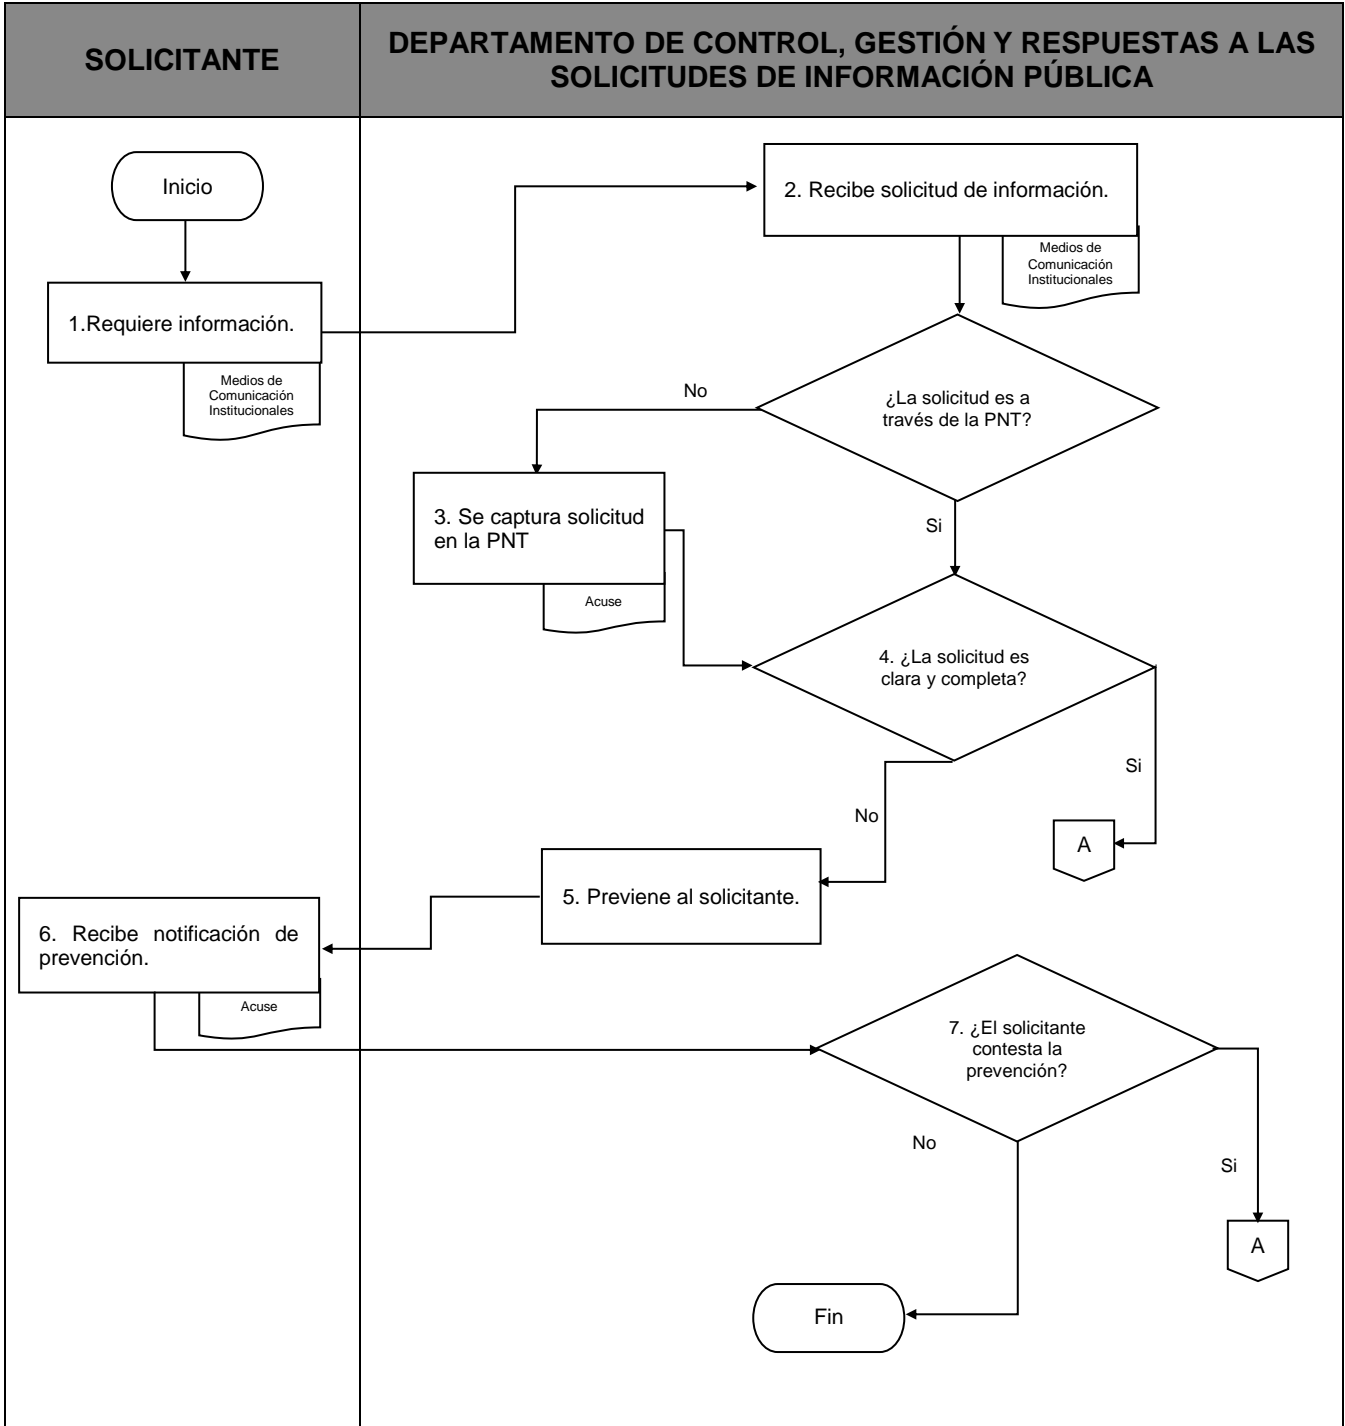 SOLICITANTE
DEPARTAMENTO DE CONTROL, GESTIÓN Y RESPUESTAS A LAS
SOLICITUDES DE INFORMACIÓN PÚBLICA
Inicio
2. Recibe solicitud de información.
Medios de
Comunicación
Institucionales
1.Requiere información.
Medios de
Comunicación
Institucionales
No
¿La solicitud es a
través de la PNT?
3. Se captura solicitud
en la PNT
Si
Acuse
4. ¿La solicitud es
clara y completa?
Si
No
A
5. Previene al solicitante.
6. Recibe notificación de
prevención.
Acuse
7. ¿El solicitante
contesta la
prevención?
No
Si
A
Fin